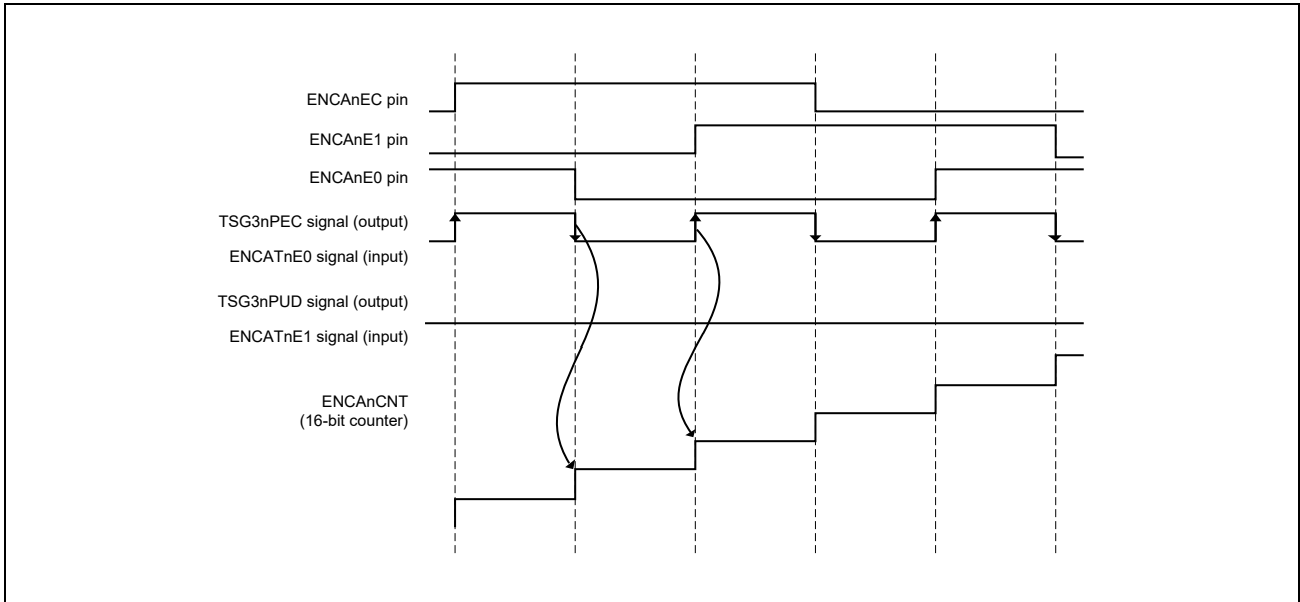 ENCAnEC pin
ENCAnE1 pin
ENCAnE0 pin
TSG3nPEC signal (output)
ENCATnE0 signal (input)
TSG3nPUD signal (output)
ENCATnE1 signal (input)
ENCAnCNT
(16-bit counter)